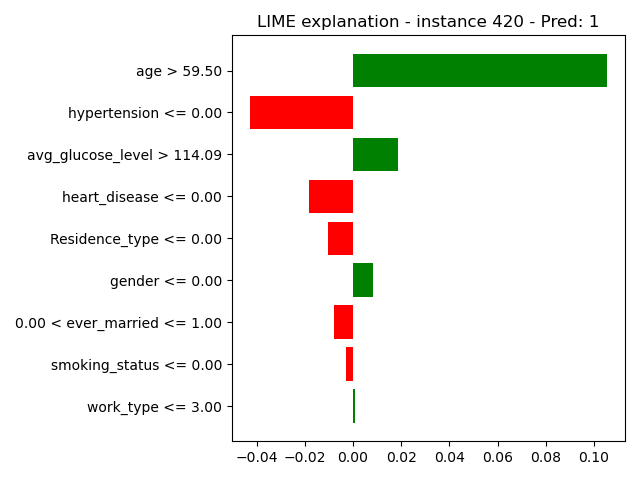 LIME explanation - instance 420 - Pred: 1
age > 59.50
hypertension <= 0.00
avg_glucose_level > 114.09
heart_disease <= 0.00
Residence_type <= 0.00
gender <= 0.00
0.00 < ever_married <= 1.00
smoking_status <= 0.00
work_type <= 3.00
−0.04 −0.02 0.00 0.02 0.04 0.06 0.08 0.10